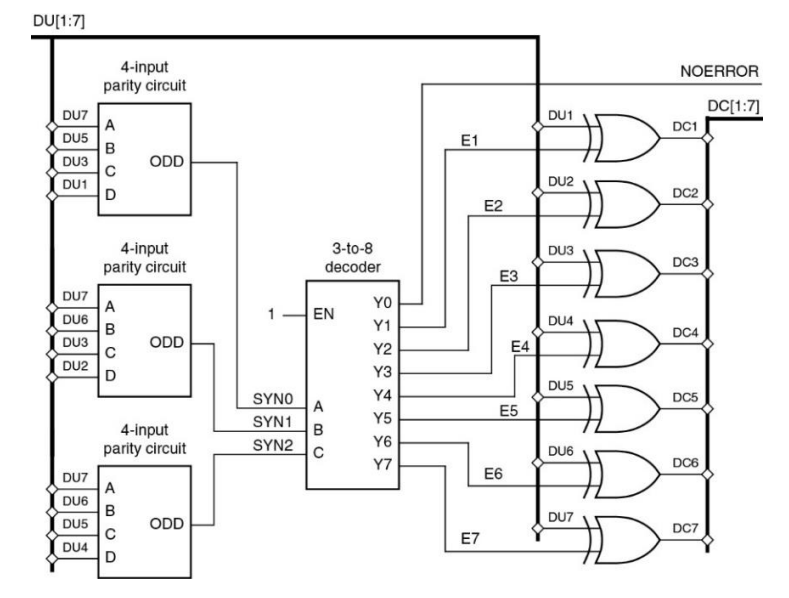 DU[1:7]
4-input
parity circuit
DU7
A
DU5
B
DU3
C
DU1
D
ODD
4-input
parity circuit
DU7
A
DU6
B
DU3
C
DU2
D
ODD
4-input
parity circuit
DU7
A
DU6
B
DU5
C
DU4
D
ODD
SYN0
SYN1
SYN2
3-to-8
decoder
1
EN
A
B
C
Y0
Y1
Y2
Y3
Y4
Y5
Y6
Y7
NOERROR
DC[1:7]
DU1
E1
DC1
DU2
E2
DC2
DU3
E3
DC3
DU4
E4
DC4
DU5
E5
DC5
DU6
E6
DC6
DU7
E7
DC7